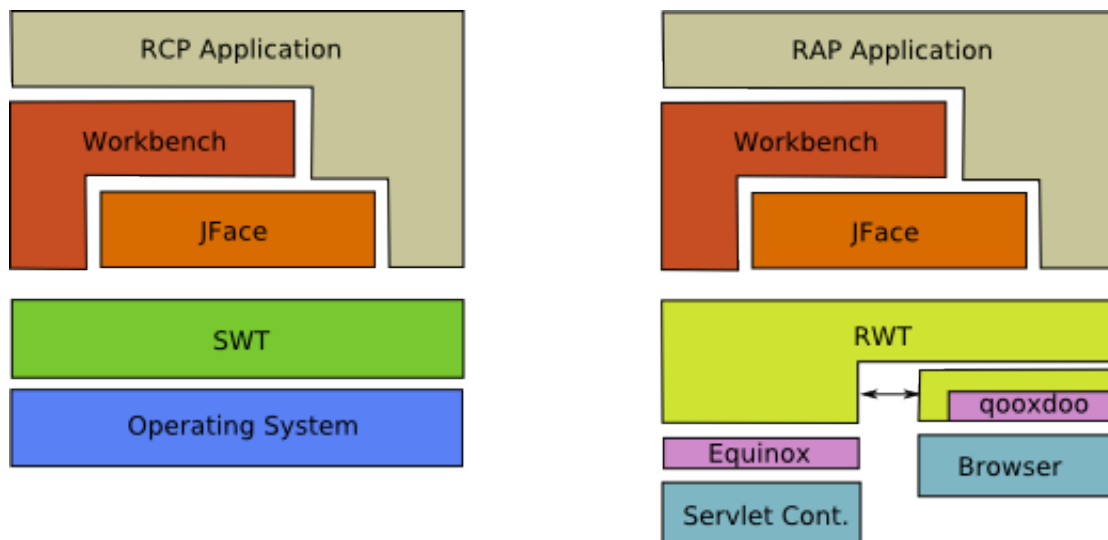 RCP Application
Workbench
JFace
SWT
Operating System
RAP Application
Workbench
JFace
RWT
qooxdoo
Equinox
Browser
Servlet Cont.